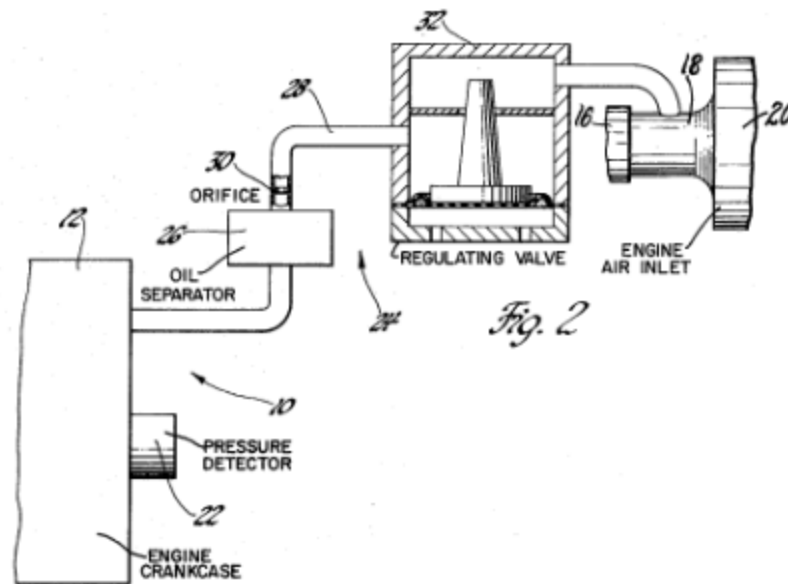 32
28
18
16
20
30
ORIFICE
12
26
OIL
SEPARATOR
REGULATING VALVE
ENGINE
AIR INLET
24
Fig. 2
10
PRESSURE
DETECTOR
22
ENGINE
CRANKCASE